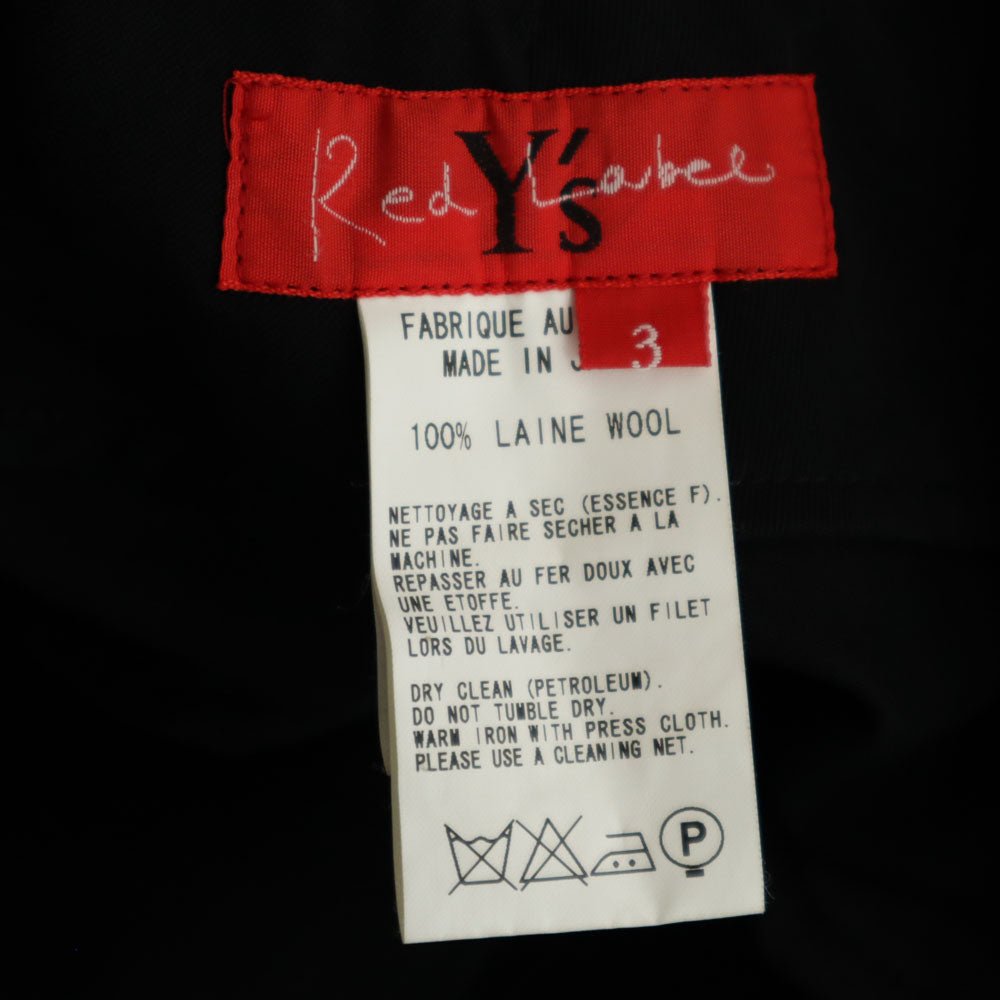 Red Label
Y's
3
FABRIQUE AU
MADE IN J
100% LAINE WOOL
NETTOYAGE A SEC (ESSENCE F).
NE PAS FAIRE SECHER A LA
MACHINE.
REPASSER AU FER DOUX AVEC
UNE ETOFFE.
VEUILLEZ UTILISER UN FILET
LORS DU LAVAGE.
DRY CLEAN (PETROLEUM).
DO NOT TUMBLE DRY.
WARM IRON WITH PRESS CLOTH.
PLEASE USE A CLEANING NET.
P